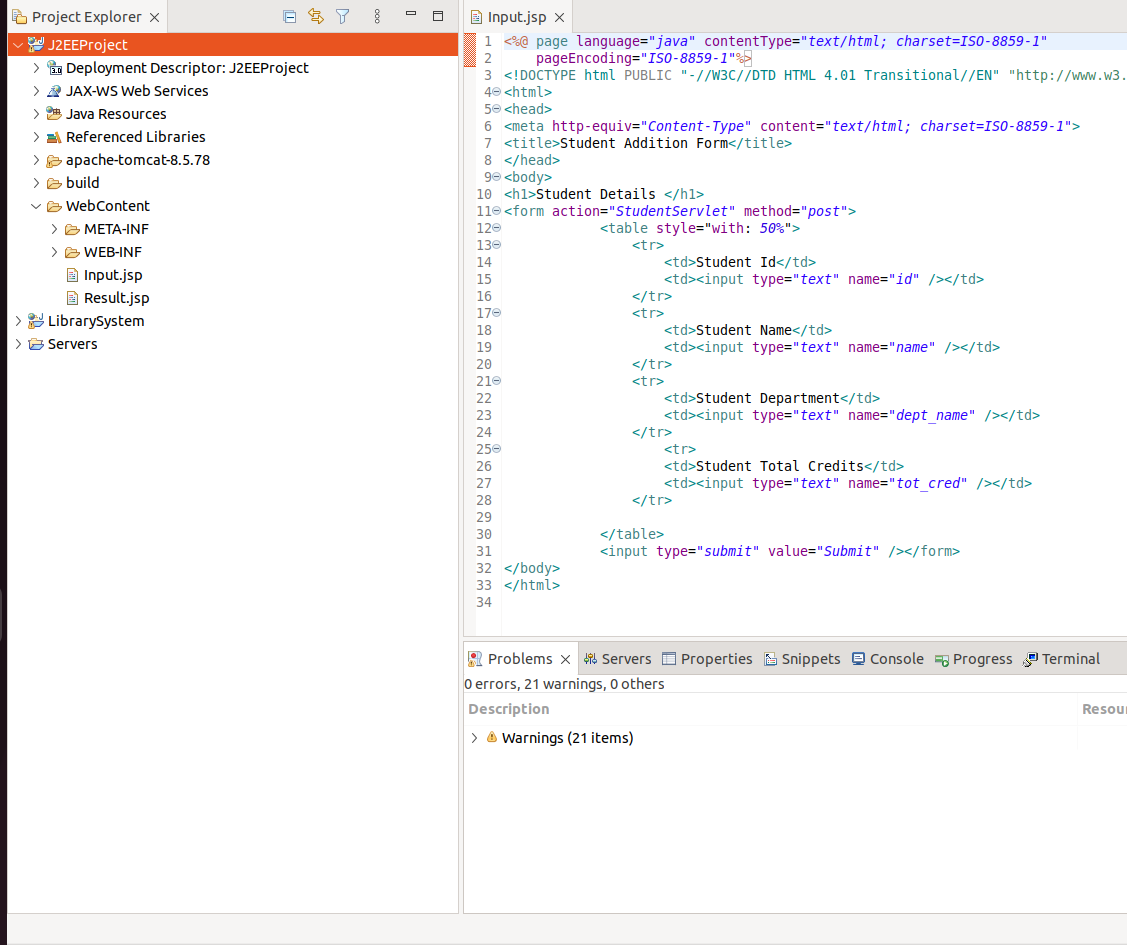 Project Explorer
J2EEProject
Deployment Descriptor: J2EEProject
JAX-WS Web Services
Java Resources
Referenced Libraries
apache-tomcat-8.5.78
build
WebContent
META-INF
WEB-INF
Input.jsp
Result.jsp
LibrarySystem
Servers
Input.jsp
1 <%@ page language="java" contentType="text/html; charset=ISO-8859-1"
2     pageEncoding="ISO-8859-1"%>
3 <!DOCTYPE html PUBLIC "-//W3C//DTD HTML 4.01 Transitional//EN" "http://www.w3.
4 <html>
5 <head>
6 <meta http-equiv="Content-Type" content="text/html; charset=ISO-8859-1">
7 <title>Student Addition Form</title>
8 </head>
9 <body>
10 <h1>Student Details </h1>
11 <form action="StudentServlet" method="post">
12             <table style="with: 50%">
13                 <tr>
14                     <td>Student Id</td>
15                     <td><input type="text" name="id" /></td>
16                 </tr>
17                 <tr>
18                     <td>Student Name</td>
19                     <td><input type="text" name="name" /></td>
20                 </tr>
21                 <tr>
22                     <td>Student Department</td>
23                     <td><input type="text" name="dept_name" /></td>
24                 </tr>
25                     <tr>
26                     <td>Student Total Credits</td>
27                     <td><input type="text" name="tot_cred" /></td>
28                 </tr>
29
30             </table>
31             <input type="submit" value="Submit" /></form>
32 </body>
33 </html>
34
Problems Servers Properties Snippets Console Progress Terminal
0 errors, 21 warnings, 0 others
Description Resour
Warnings (21 items)